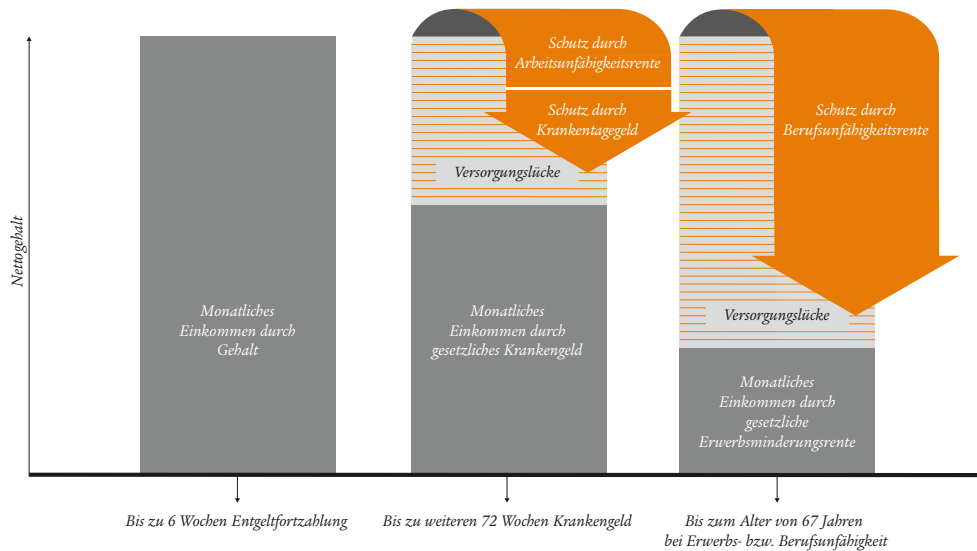 Nettogehalt
Monatliches
Einkommen durch
Gehalt
Bis zu 6 Wochen Entgeltfortzahlung
Schutz durch
Arbeitsunfähigkeitsrente
Schutz durch
Krankentagegeld
Versorgungslücke
Monatliches
Einkommen durch
gesetzliches Krankengeld
Bis zu weiteren 72 Wochen Krankengeld
Schutz durch
Berufsunfähigkeitsrente
Versorgungslücke
Monatliches
Einkommen durch
gesetzliche
Erwerbsminderungsrente
Bis zum Alter von 67 Jahren
bei Erwerbs- bzw. Berufsunfähigkeit